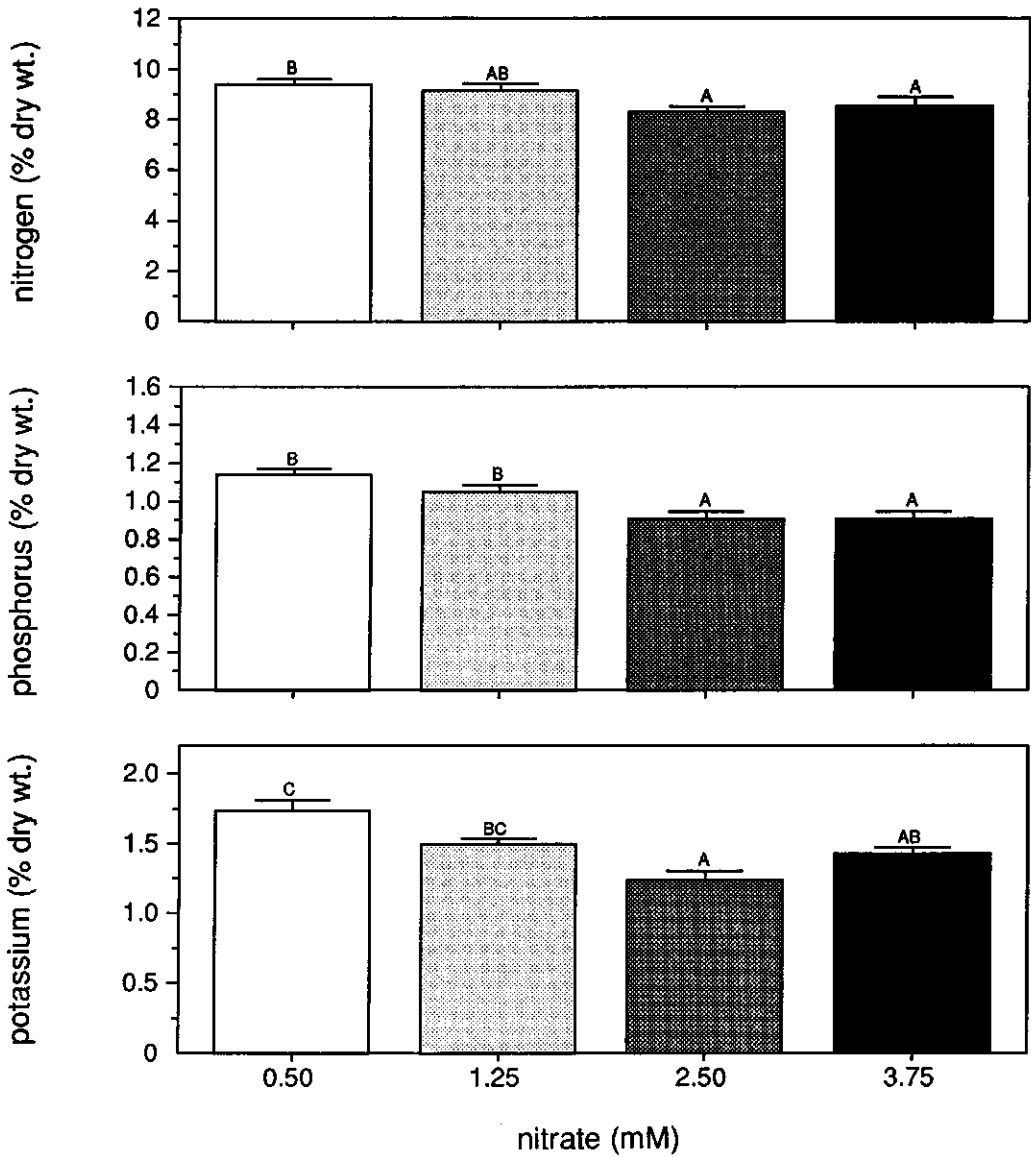 nitrogen (% dry wt.)
12
10
8
6
4
2
0
B
AB
A
A
phosphorus (% dry wt.)
1.6
1.4
1.2
1.0
0.8
0.6
0.4
0.2
0
B
B
A
A
potassium (% dry wt.)
2.0
1.5
1.0
0.5
0
C
BC
A
AB
0.50 1.25 2.50 3.75
nitrate (mM)